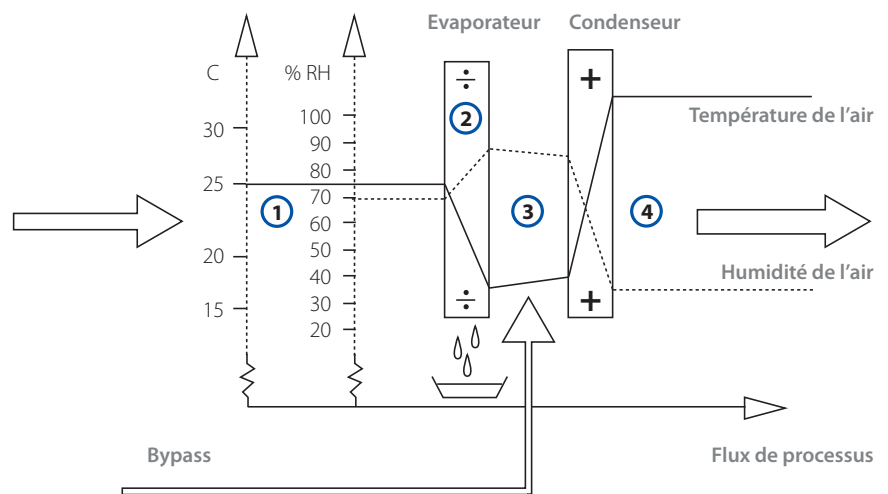 Evaporateur
Condenseur
C
% RH
÷
+
100
30
90
2
Température de l’air
80
25
70
1
3
4
60
50
20
40
Humidité de l’air
÷
+
15
30
20
Bypass
Flux de processus